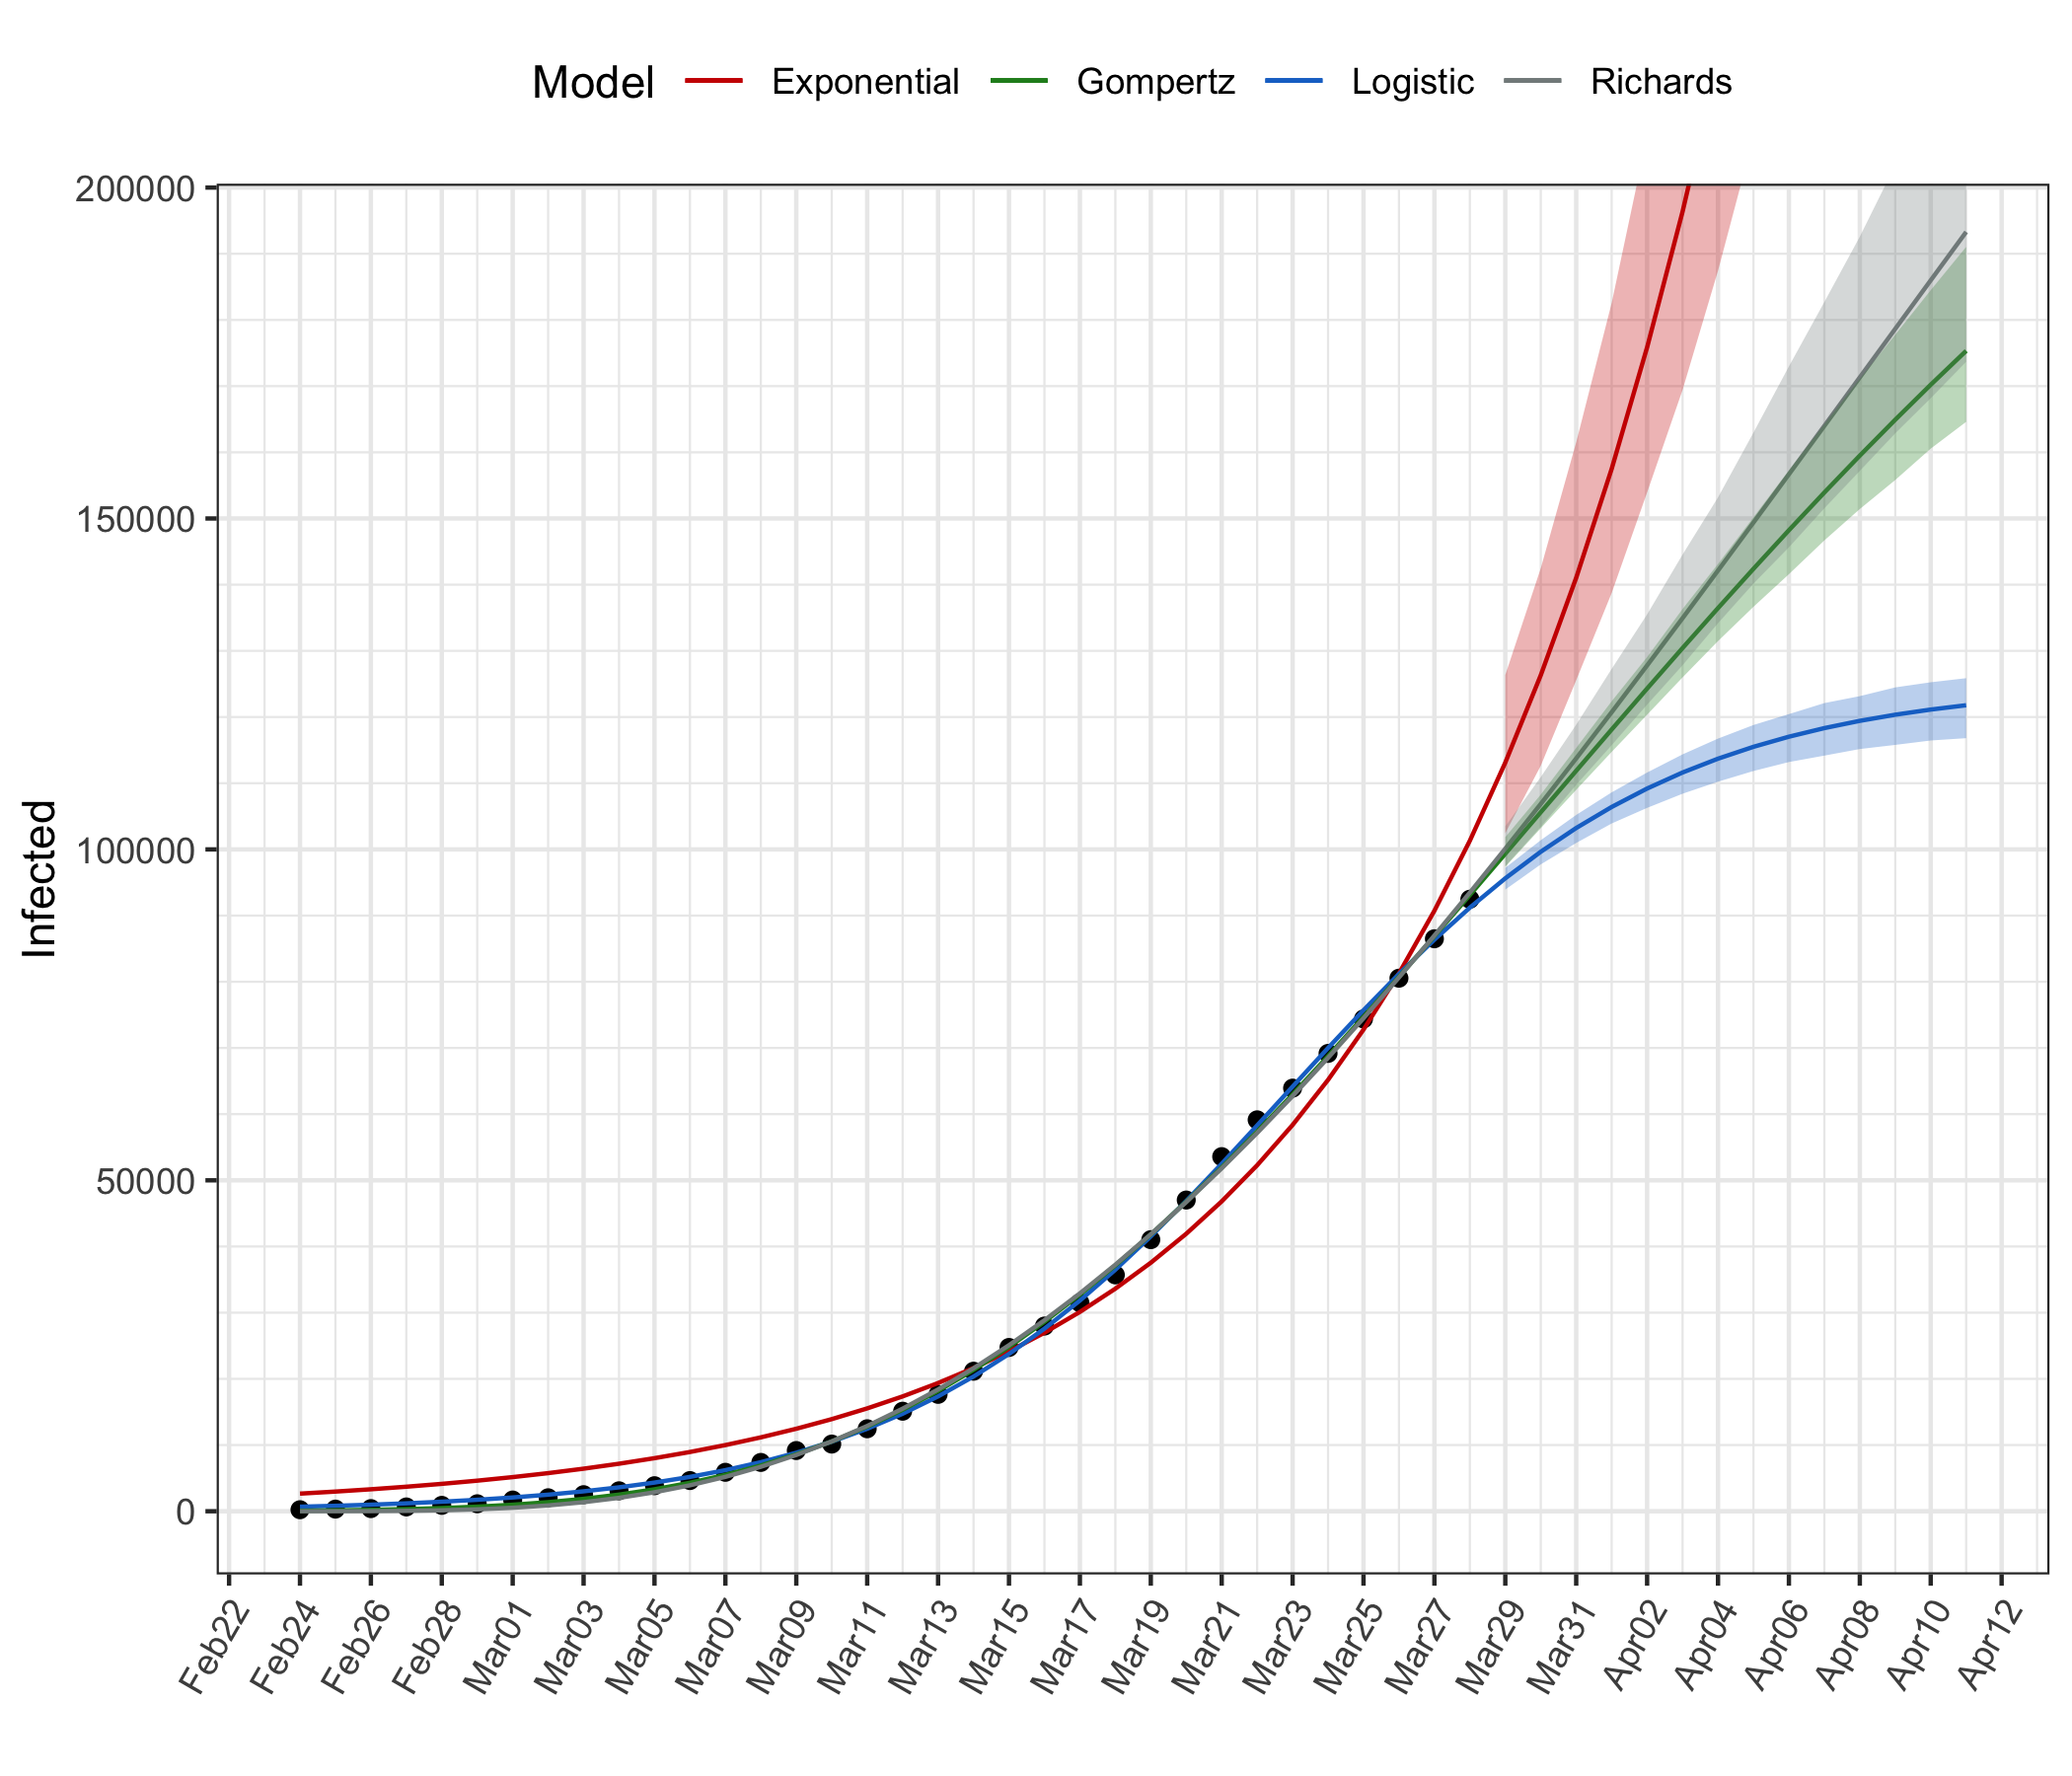 Model Exponential Gompertz Logistic Richards
200000
150000
100000
50000
0
Infected
Feb22 Feb24 Feb26 Feb28 Mar01 Mar03 Mar05 Mar07 Mar09 Mar11 Mar13 Mar15 Mar17 Mar19 Mar21 Mar23 Mar25 Mar27 Mar29 Mar31 Apr02 Apr04 Apr06 Apr08 Apr10 Apr12